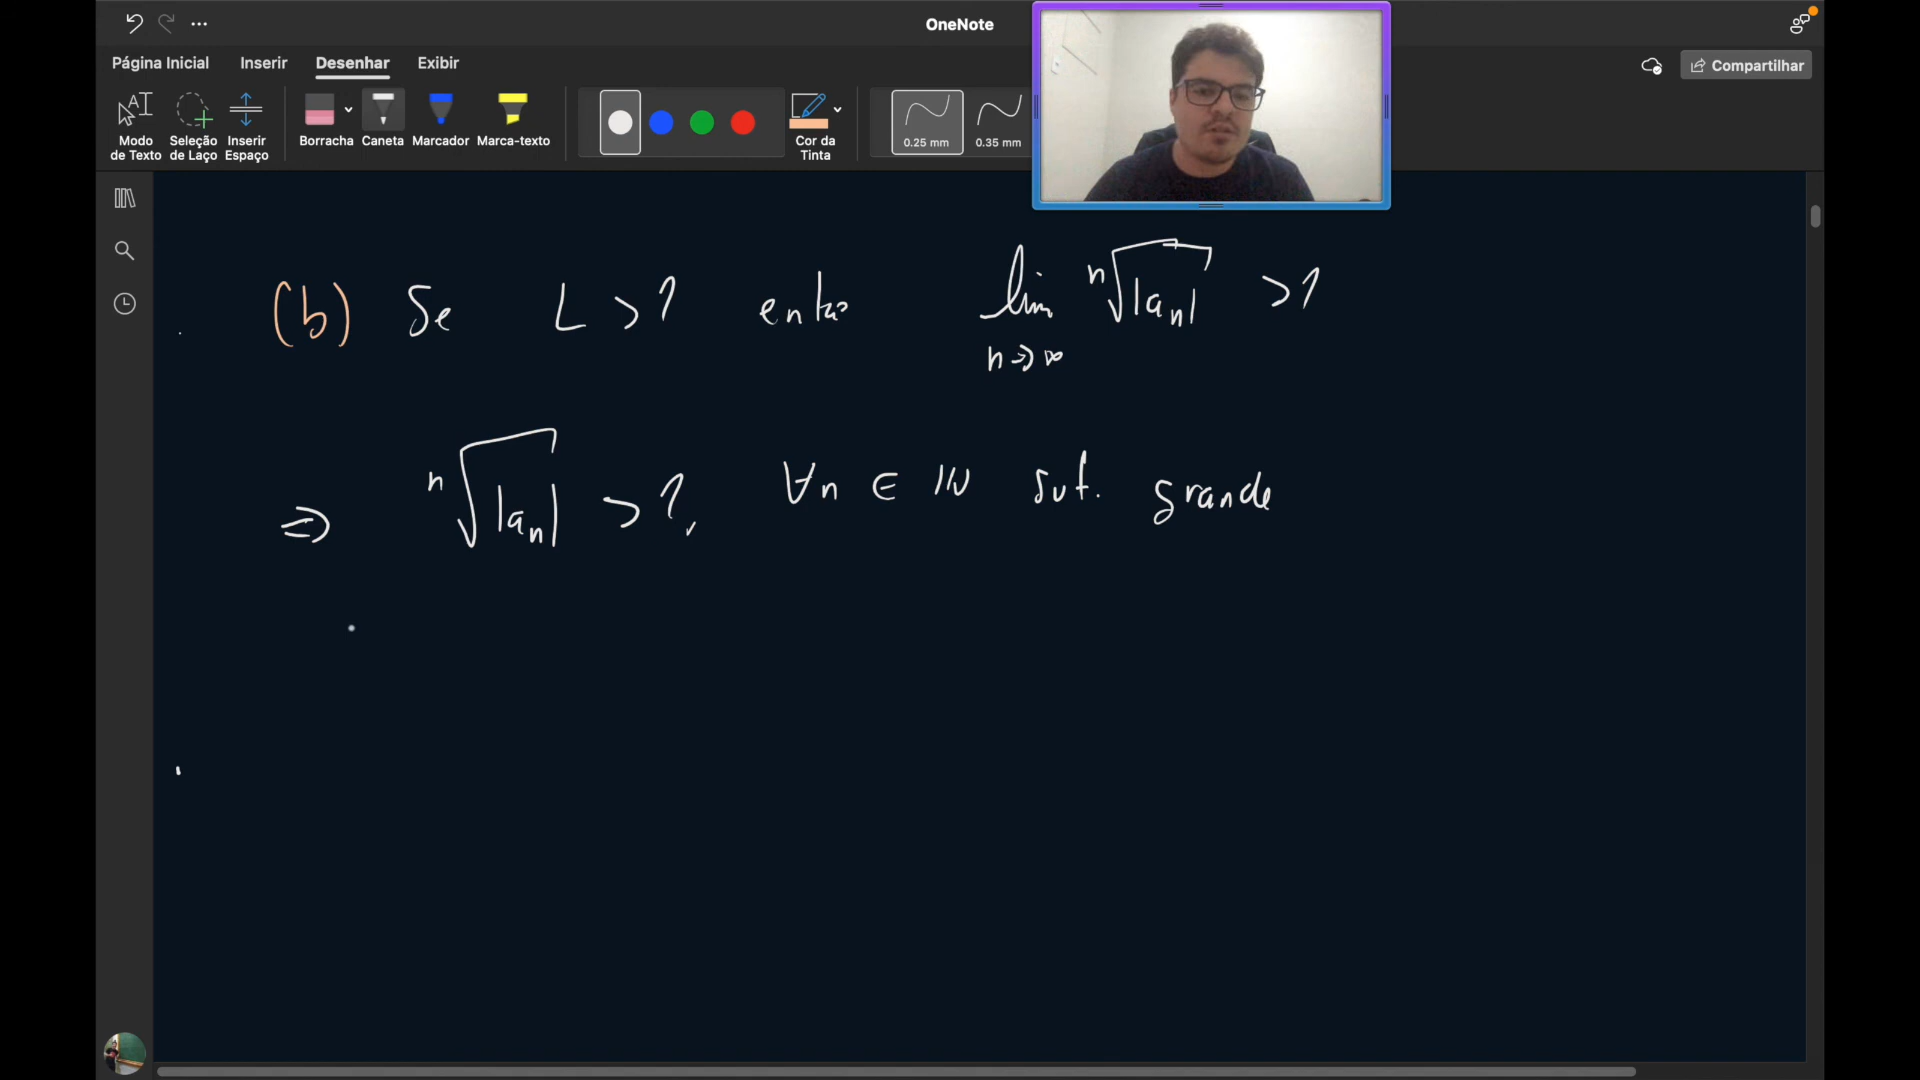 OneNote
Página Inicial Inserir Desenhar Exibir
Compartilhar
Modo de Texto
Seleção de Laço
Inserir Espaço
Borracha
Caneta
Marcador
Marca-texto
Cor da Tinta
0.25 mm
0.35 mm
(b) Se L > 1 então lim n→∞ ⁿ√|aₙ| > 1
⇒ ⁿ√|aₙ| > 1, ∀n ∈ ℕ suf. grande